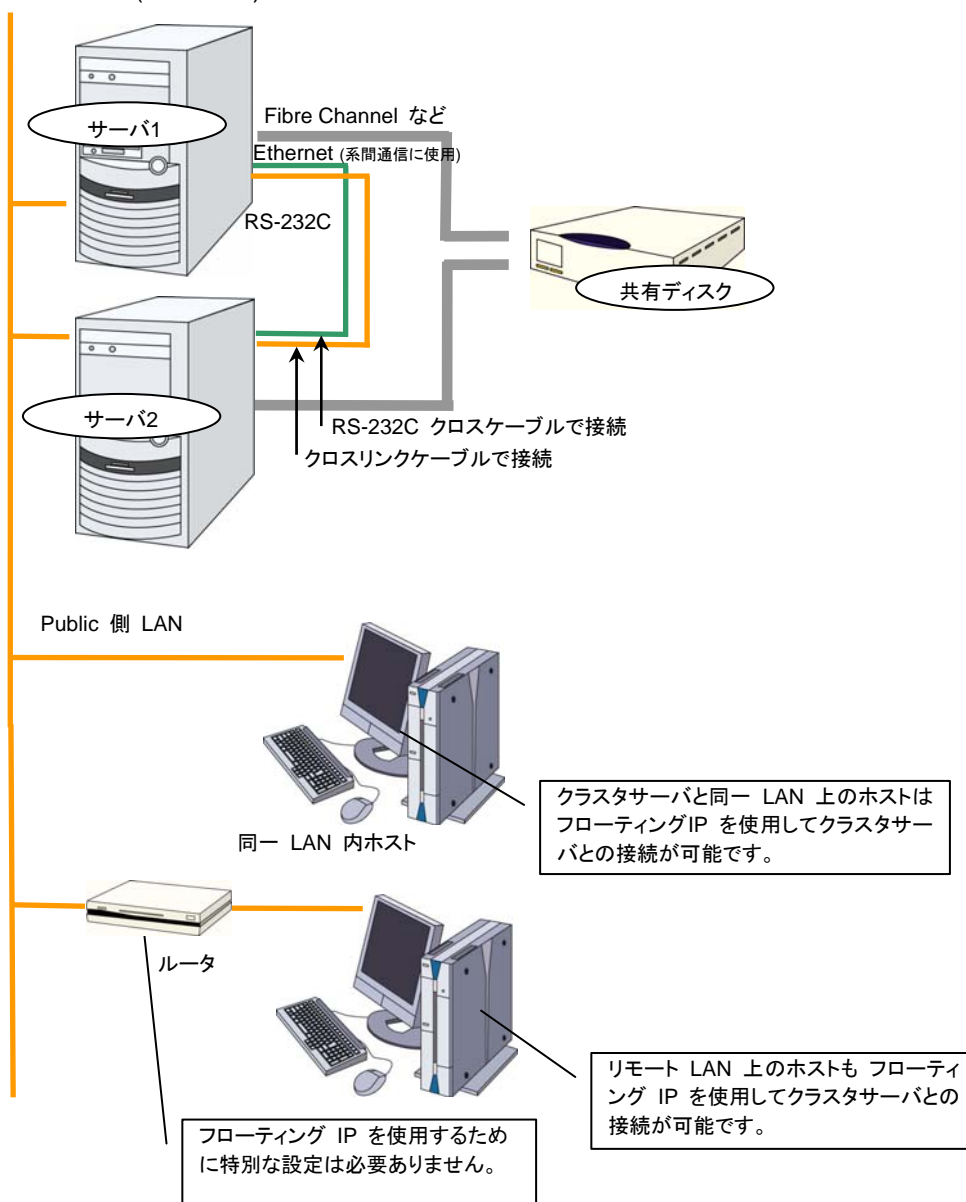 Fibre Channel など
サーバ1
Ethernet (系間通信に使用)
RS-232C
共有ディスク
サーバ2
RS-232C クロスケーブルで接続
クロスリンクケーブルで接続
Public 側 LAN
クラスタサーバと同一 LAN 上のホストは
フローティングIP を使用してクラスタサー
バとの接続が可能です。
同一 LAN 内ホスト
ルータ
リモート LAN 上のホストも フローティ
ング IP を使用してクラスタサーバとの
接続が可能です。
フローティング IP を使用するため
に特別な設定は必要ありません。